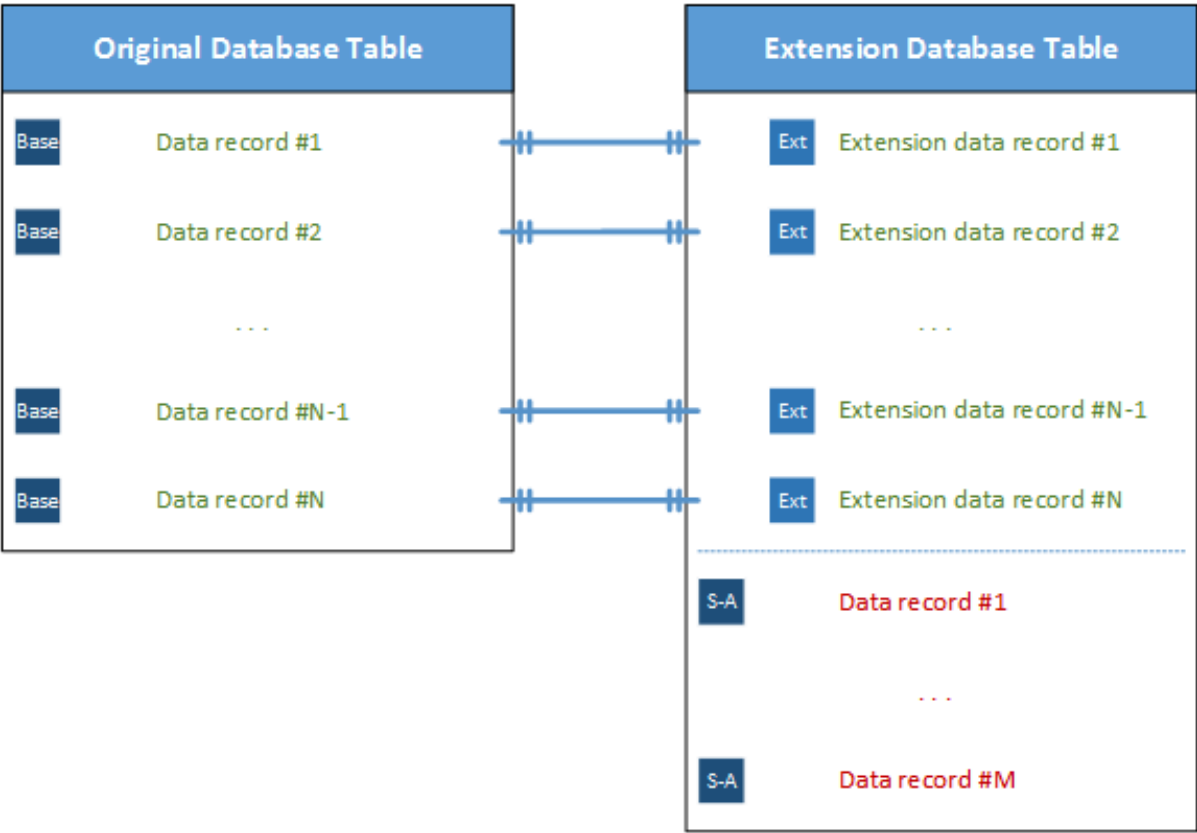 Original Database Table
Extension Database Table
Base Data record #1
Ext Extension data record #1
Base Data record #2
Ext Extension data record #2
. . .
. . .
Base Data record #N-1
Ext Extension data record #N-1
Base Data record #N
Ext Extension data record #N
S-A Data record #1
. . .
S-A Data record #M